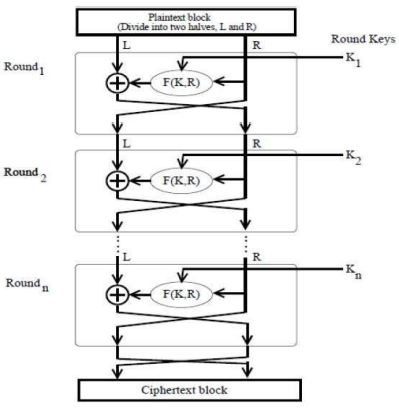 Plaintext block
(Divide into two halves, L and R)
Round Keys
L R
K1
Round1
F(K,R)
L R
K2
Round2
F(K,R)
L R
Kn
Roundn
F(K,R)
Ciphertext block